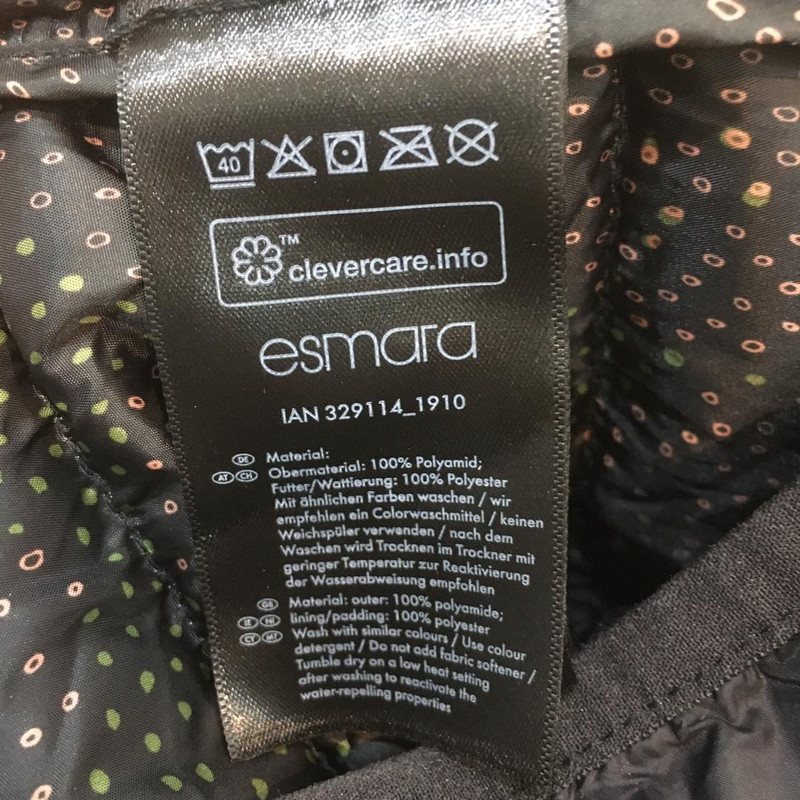 40
™
clevercare.info
esmara
IAN 329114_1910
DE Material:
AT CH Obermaterial: 100% Polyamid;
Futter/Wattierung: 100% Polyester
Mit ähnlichen Farben waschen / wir
empfehlen ein Colorwaschmittel / keinen
Weichspüler verwenden / nach dem
Waschen wird Trocknen im Trockner mit
geringer Temperatur zur Reaktivierung
der Wasserabweisung empfohlen
GB Material: outer: 100% polyamide;
IE NI lining/padding: 100% polyester
CY MT Wash with similar colours / Use colour
detergent / Do not add fabric softener /
Tumble dry on a low heat setting
after washing to reactivate the
water-repelling properties